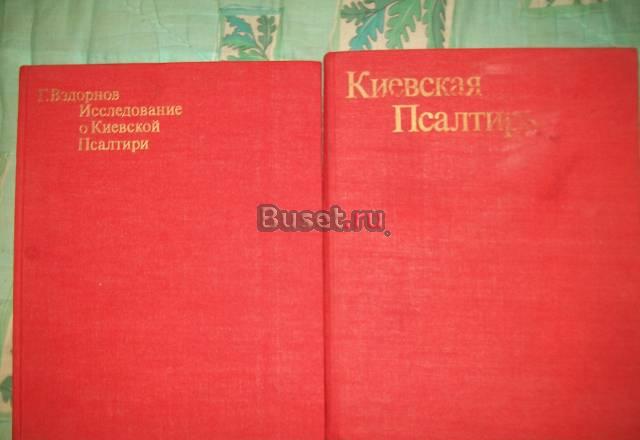 Г. Вздорнов
Исследование
о Киевской
Псалтири
Киевская
Псалтирь
Buset.ru